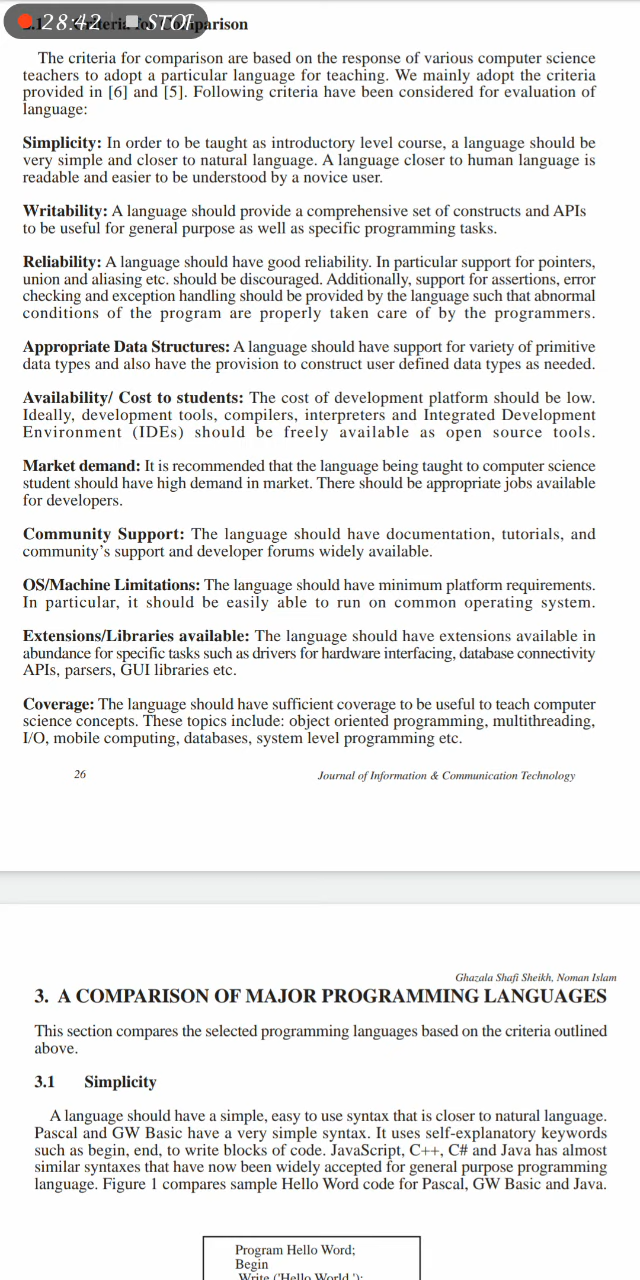 28:42 STOP
Criteria for Comparison
The criteria for comparison are based on the response of various computer science
teachers to adopt a particular language for teaching. We mainly adopt the criteria
provided in [6] and [5]. Following criteria have been considered for evaluation of
language:
Simplicity: In order to be taught as introductory level course, a language should be
very simple and closer to natural language. A language closer to human language is
readable and easier to be understood by a novice user.
Writability: A language should provide a comprehensive set of constructs and APIs
to be useful for general purpose as well as specific programming tasks.
Reliability: A language should have good reliability. In particular support for pointers,
union and aliasing etc. should be discouraged. Additionally, support for assertions, error
checking and exception handling should be provided by the language such that abnormal
conditions of the program are properly taken care of by the programmers.
Appropriate Data Structures: A language should have support for variety of primitive
data types and also have the provision to construct user defined data types as needed.
Availability/ Cost to students: The cost of development platform should be low.
Ideally, development tools, compilers, interpreters and Integrated Development
Environment (IDEs) should be freely available as open source tools.
Market demand: It is recommended that the language being taught to computer science
student should have high demand in market. There should be appropriate jobs available
for developers.
Community Support: The language should have documentation, tutorials, and
community's support and developer forums widely available.
OS/Machine Limitations: The language should have minimum platform requirements.
In particular, it should be easily able to run on common operating system.
Extensions/Libraries available: The language should have extensions available in
abundance for specific tasks such as drivers for hardware interfacing, database connectivity
APIs, parsers, GUI libraries etc.
Coverage: The language should have sufficient coverage to be useful to teach computer
science concepts. These topics include: object oriented programming, multithreading,
I/O, mobile computing, databases, system level programming etc.
26 Journal of Information & Communication Technology
Ghazala Shafi Sheikh, Noman Islam
3. A COMPARISON OF MAJOR PROGRAMMING LANGUAGES
This section compares the selected programming languages based on the criteria outlined
above.
3.1 Simplicity
A language should have a simple, easy to use syntax that is closer to natural language.
Pascal and GW Basic have a very simple syntax. It uses self-explanatory keywords
such as begin, end, to write blocks of code. JavaScript, C++, C# and Java has almost
similar syntaxes that have now been widely accepted for general purpose programming
language. Figure 1 compares sample Hello Word code for Pascal, GW Basic and Java.
Program Hello Word;
Begin
Write ('Hello World ');